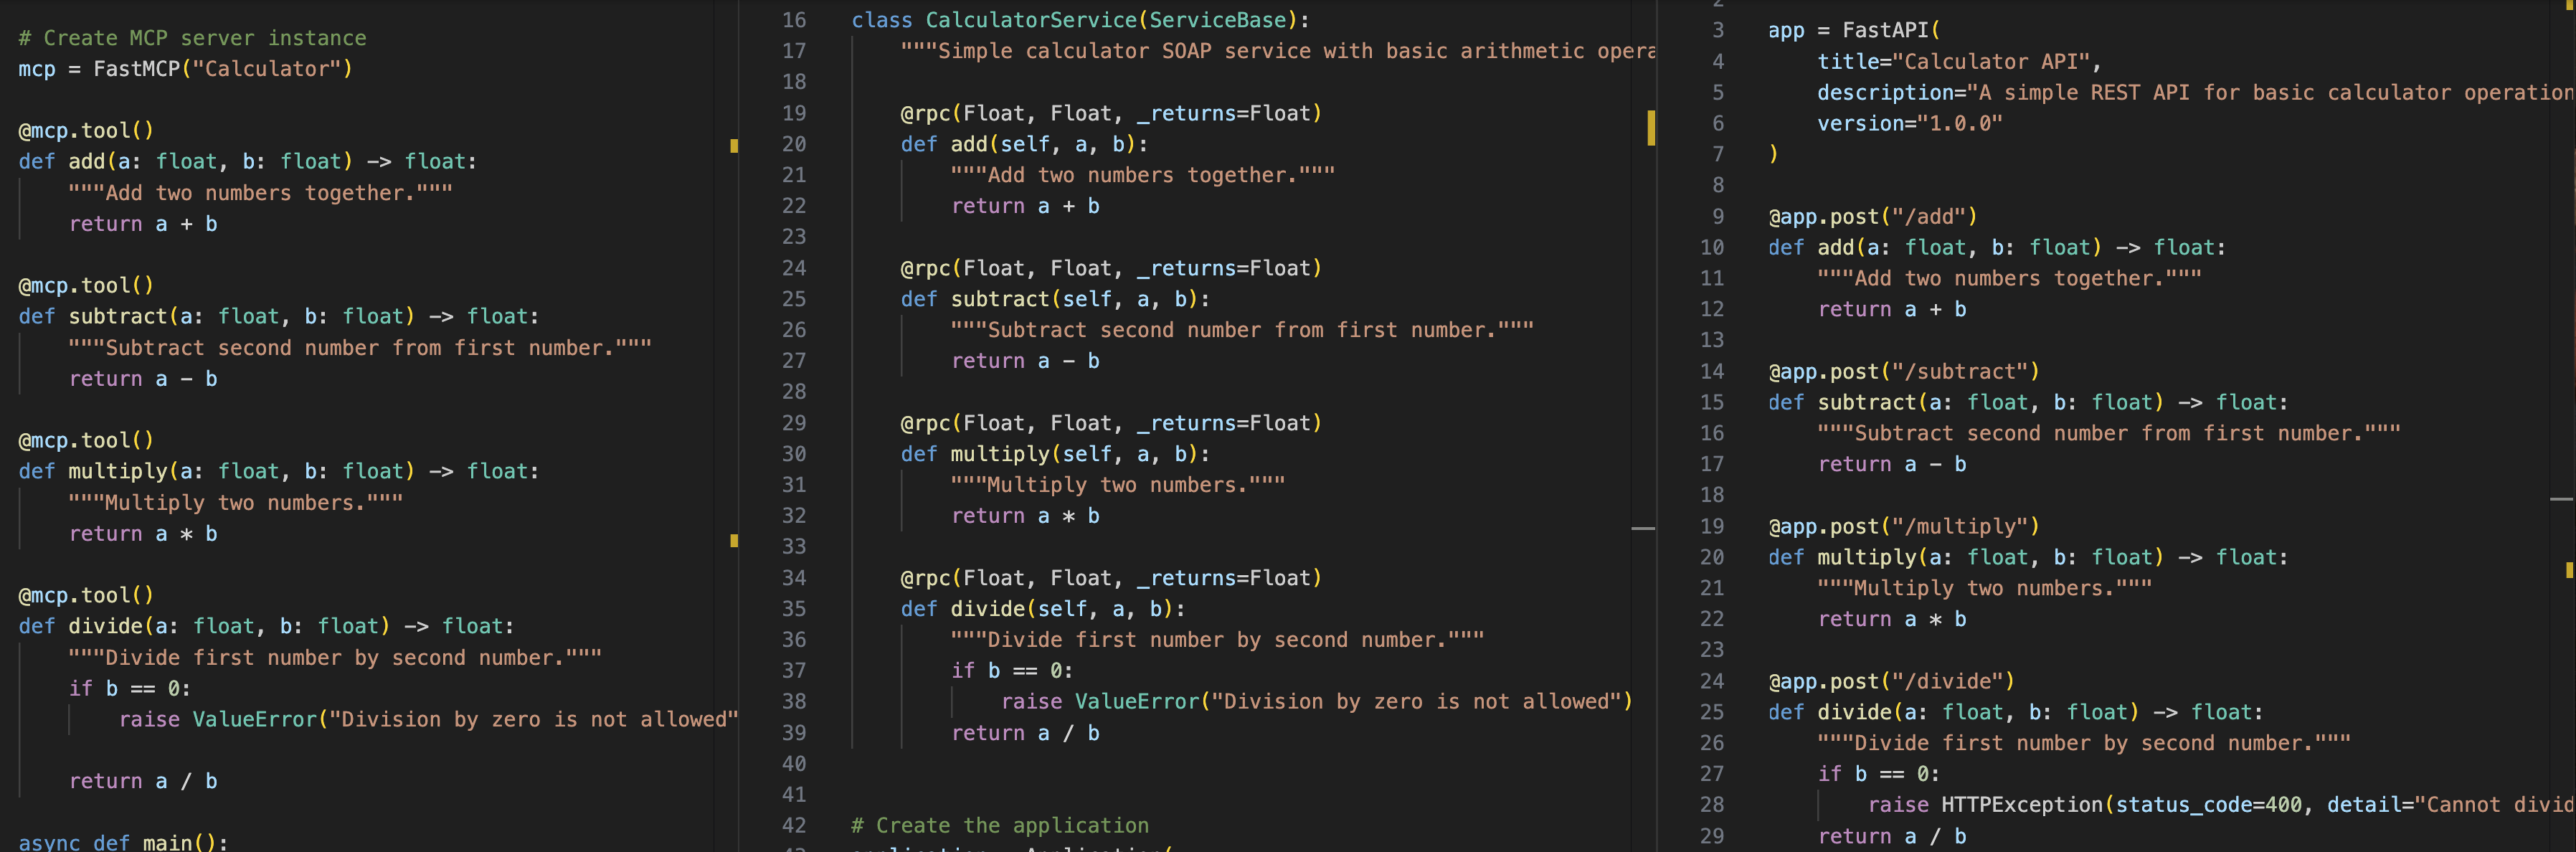 # Create MCP server instance
mcp = FastMCP("Calculator")
@mcp.tool()
def add(a: float, b: float) -> float:
"""Add two numbers together."""
return a + b
@mcp.tool()
def subtract(a: float, b: float) -> float:
"""Subtract second number from first number."""
return a - b
@mcp.tool()
def multiply(a: float, b: float) -> float:
"""Multiply two numbers."""
return a * b
@mcp.tool()
def divide(a: float, b: float) -> float:
"""Divide first number by second number."""
if b == 0:
raise ValueError("Division by zero is not allowed"
return a / b
async def main():
16 class CalculatorService(ServiceBase):
17 """Simple calculator SOAP service with basic arithmetic opera
18
19 @rpc(Float, Float, _returns=Float)
20 def add(self, a, b):
21 """Add two numbers together."""
22 return a + b
23
24 @rpc(Float, Float, _returns=Float)
25 def subtract(self, a, b):
26 """Subtract second number from first number."""
27 return a - b
28
29 @rpc(Float, Float, _returns=Float)
30 def multiply(self, a, b):
31 """Multiply two numbers."""
32 return a * b
33
34 @rpc(Float, Float, _returns=Float)
35 def divide(self, a, b):
36 """Divide first number by second number."""
37 if b == 0:
38 raise ValueError("Division by zero is not allowed")
39 return a / b
40
41
42 # Create the application
3 app = FastAPI(
4 title="Calculator API",
5 description="A simple REST API for basic calculator operation
6 version="1.0.0"
7 )
8
9 @app.post("/add")
10 def add(a: float, b: float) -> float:
11 """Add two numbers together."""
12 return a + b
13
14 @app.post("/subtract")
15 def subtract(a: float, b: float) -> float:
16 """Subtract second number from first number."""
17 return a - b
18
19 @app.post("/multiply")
20 def multiply(a: float, b: float) -> float:
21 """Multiply two numbers."""
22 return a * b
23
24 @app.post("/divide")
25 def divide(a: float, b: float) -> float:
26 """Divide first number by second number."""
27 if b == 0:
28 raise HTTPException(status_code=400, detail="Cannot divid
29 return a / b